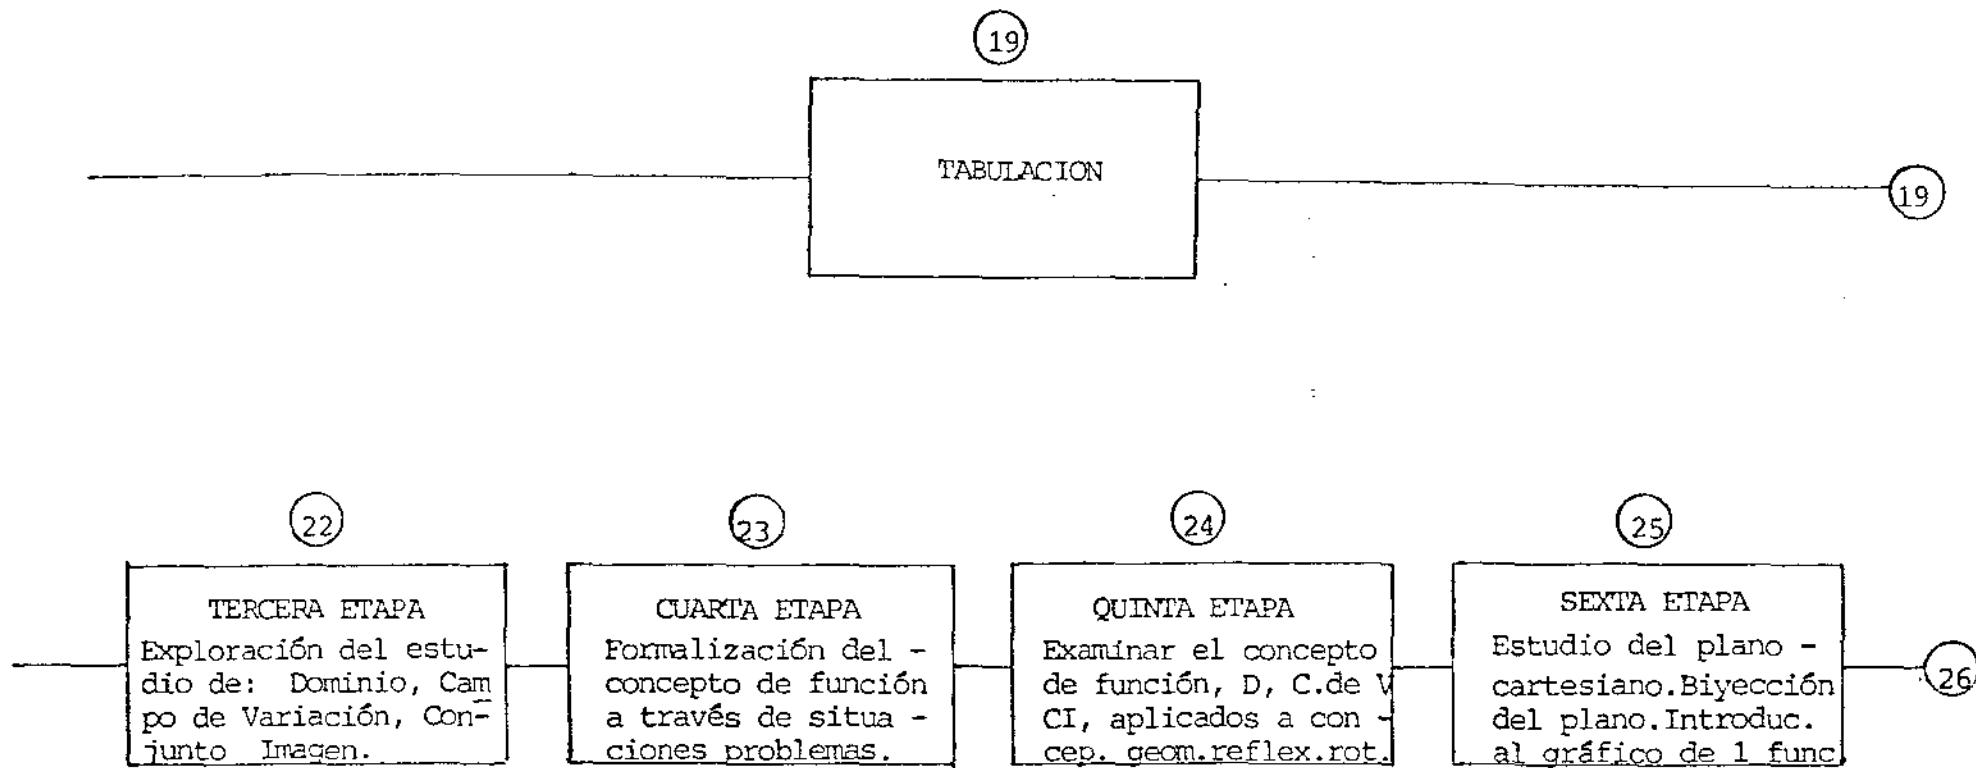 19
TABULACION
19
22
TERCERA ETAPA
Exploración del estu-
dio de: Dominio, Cam
po de Variación, Con-
junto Imagen.
23
CUARTA ETAPA
Formalización del -
concepto de función
a través de situa -
ciones problemas.
24
QUINTA ETAPA
Examinar el concepto
de función, D, C.de V
CI, aplicados a con -
cep. geom.reflex.rot.
25
SEXTA ETAPA
Estudio del plano -
cartesiano.Biyección
del plano.Introduc.
al gráfico de 1 func
26